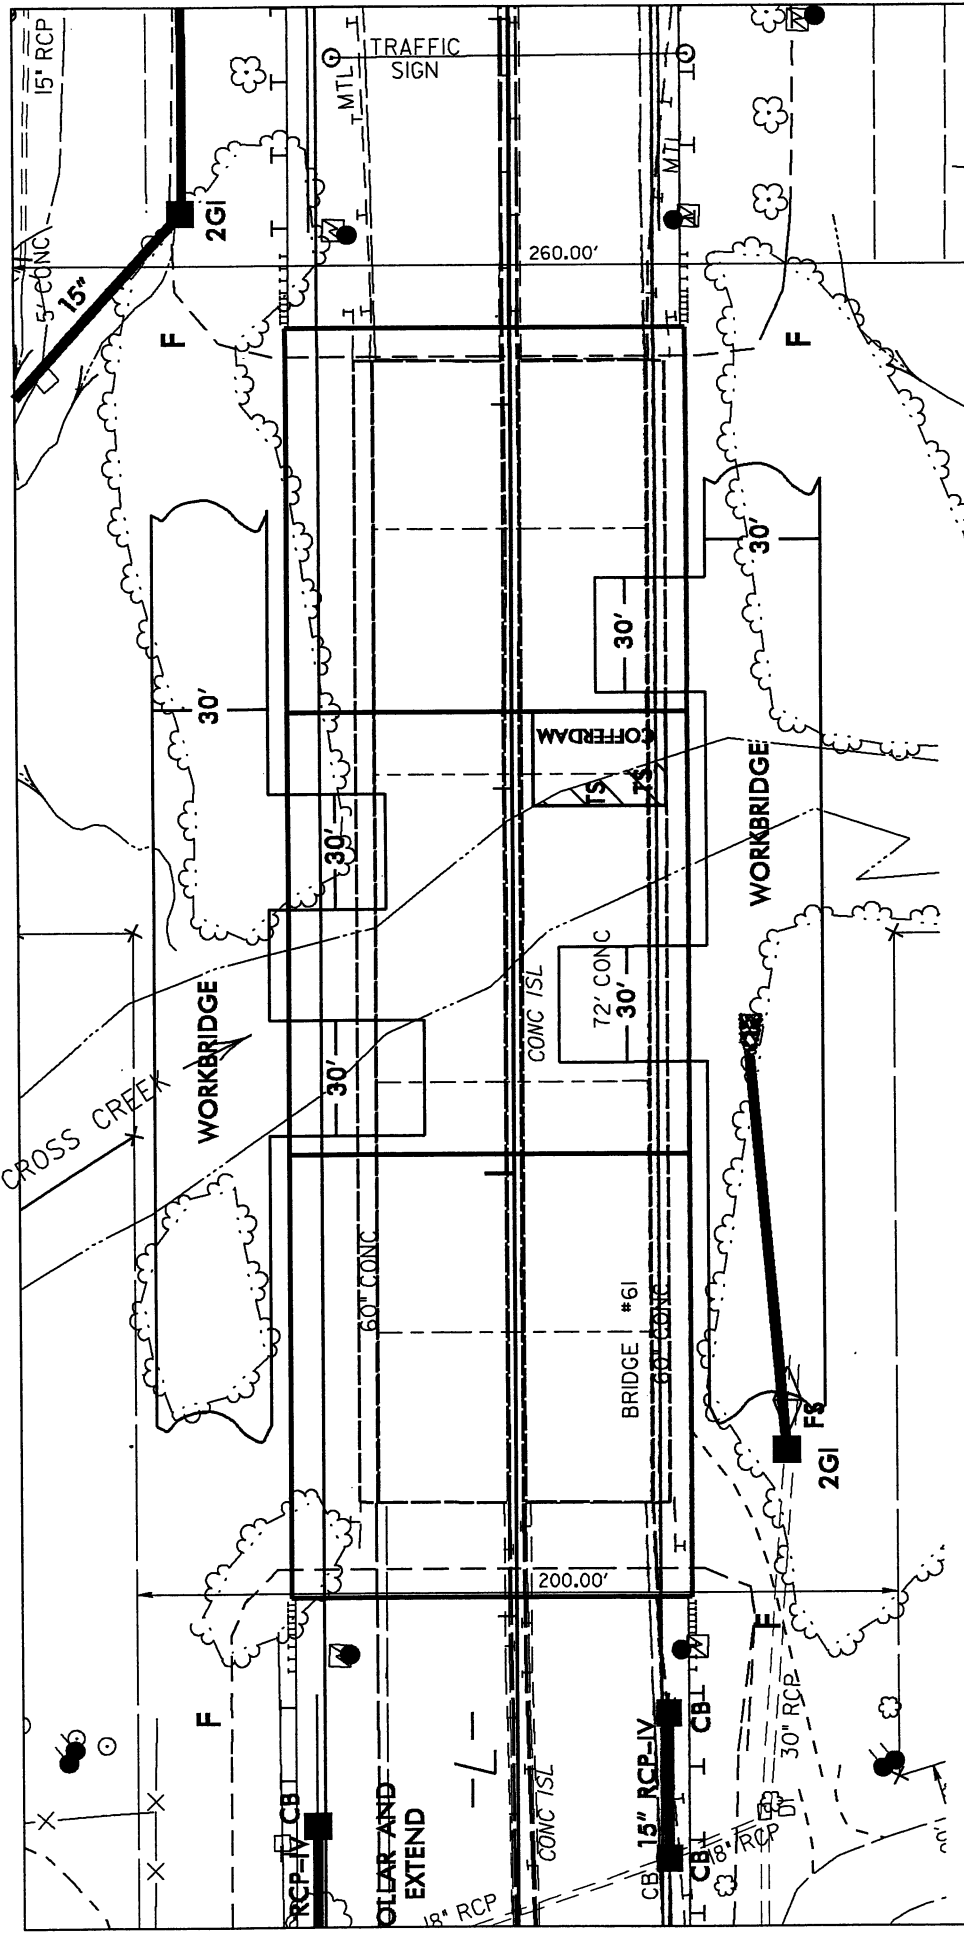 15" RCP
TRAFFIC
SIGN
MTL
MTL
2GI
5' CONC
15"
260.00'
F
F
30'
30'
30'
COFFERDAM
TS
TS
WORKBRIDGE
30'
CONC ISL
72' CONC
30'
WORKBRIDGE
30'
CROSS CREEK
60" CONC
BRIDGE #61
60" CONC
FS
2GI
200.00'
F
F
30" RCP
-L-
15" RCP-IV
CB
CB
RCP-IV
CONC ISL
OLLAR AND
EXTEND
CB
CB
DI
18" RCP
18" RCP